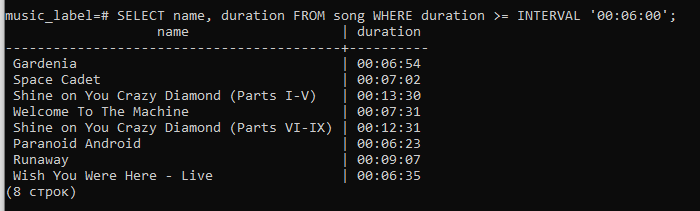 music_label=# SELECT name, duration FROM song WHERE duration >= INTERVAL '00:06:00';
                   name                   | duration
------------------------------------------+----------
 Gardenia                                 | 00:06:54
 Space Cadet                              | 00:07:02
 Shine on You Crazy Diamond (Parts I-V)   | 00:13:30
 Welcome To The Machine                   | 00:07:31
 Shine on You Crazy Diamond (Parts VI-IX) | 00:12:31
 Paranoid Android                         | 00:06:23
 Runaway                                  | 00:09:07
 Wish You Were Here - Live                | 00:06:35
(8 строк)